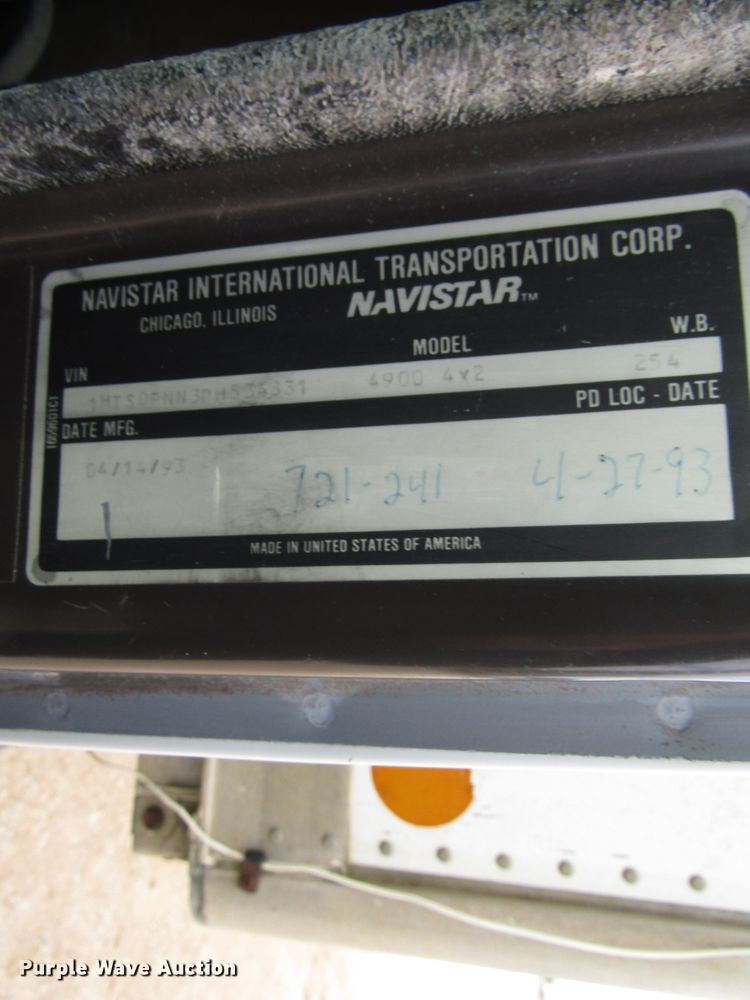 NAVISTAR INTERNATIONAL TRANSPORTATION CORP.
CHICAGO, ILLINOIS NAVISTAR™
VIN MODEL W.B.
4900 4x2 254
DATE MFG. PD LOC - DATE
04/14/93 721-241 4-27-93
MADE IN UNITED STATES OF AMERICA
Purple Wave Auction